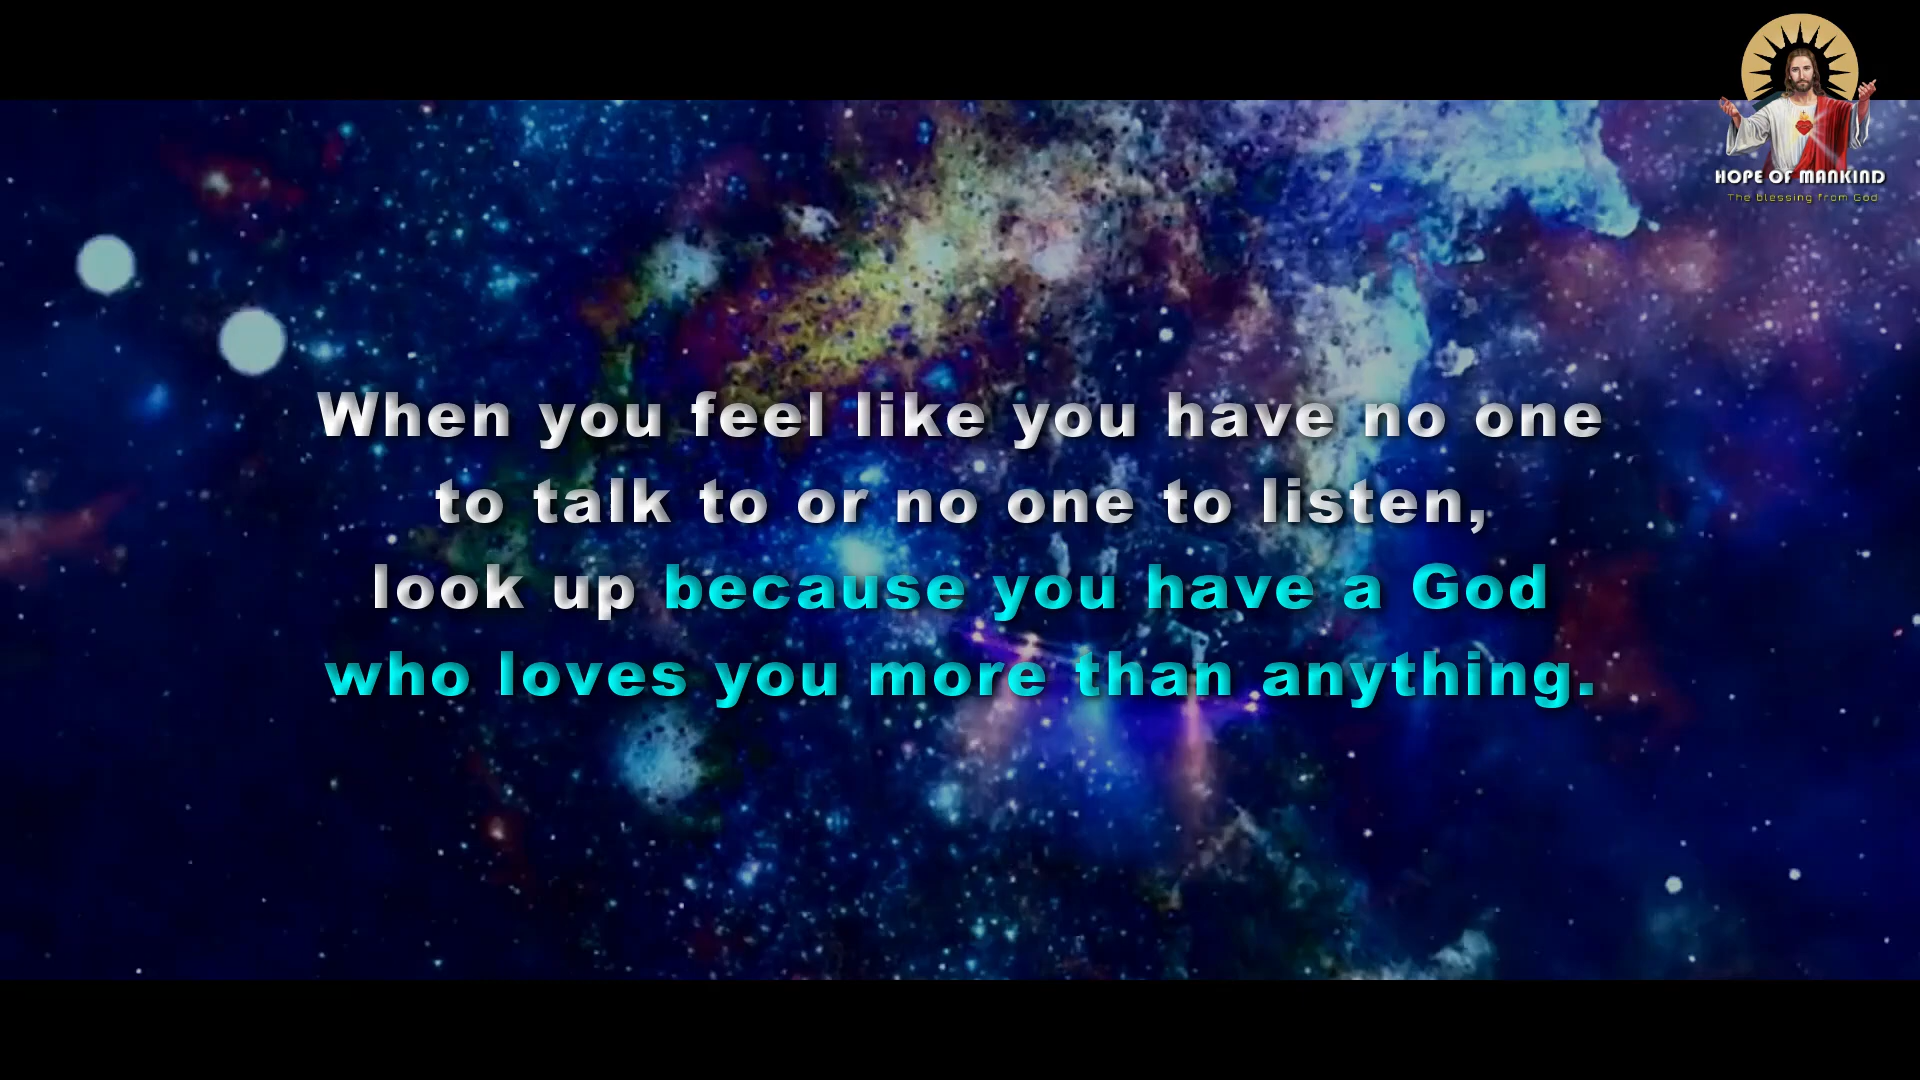 HOPE OF MANKIND
The Blessing from God
When you feel like you have no one
to talk to or no one to listen,
look up because you have a God
who loves you more than anything.